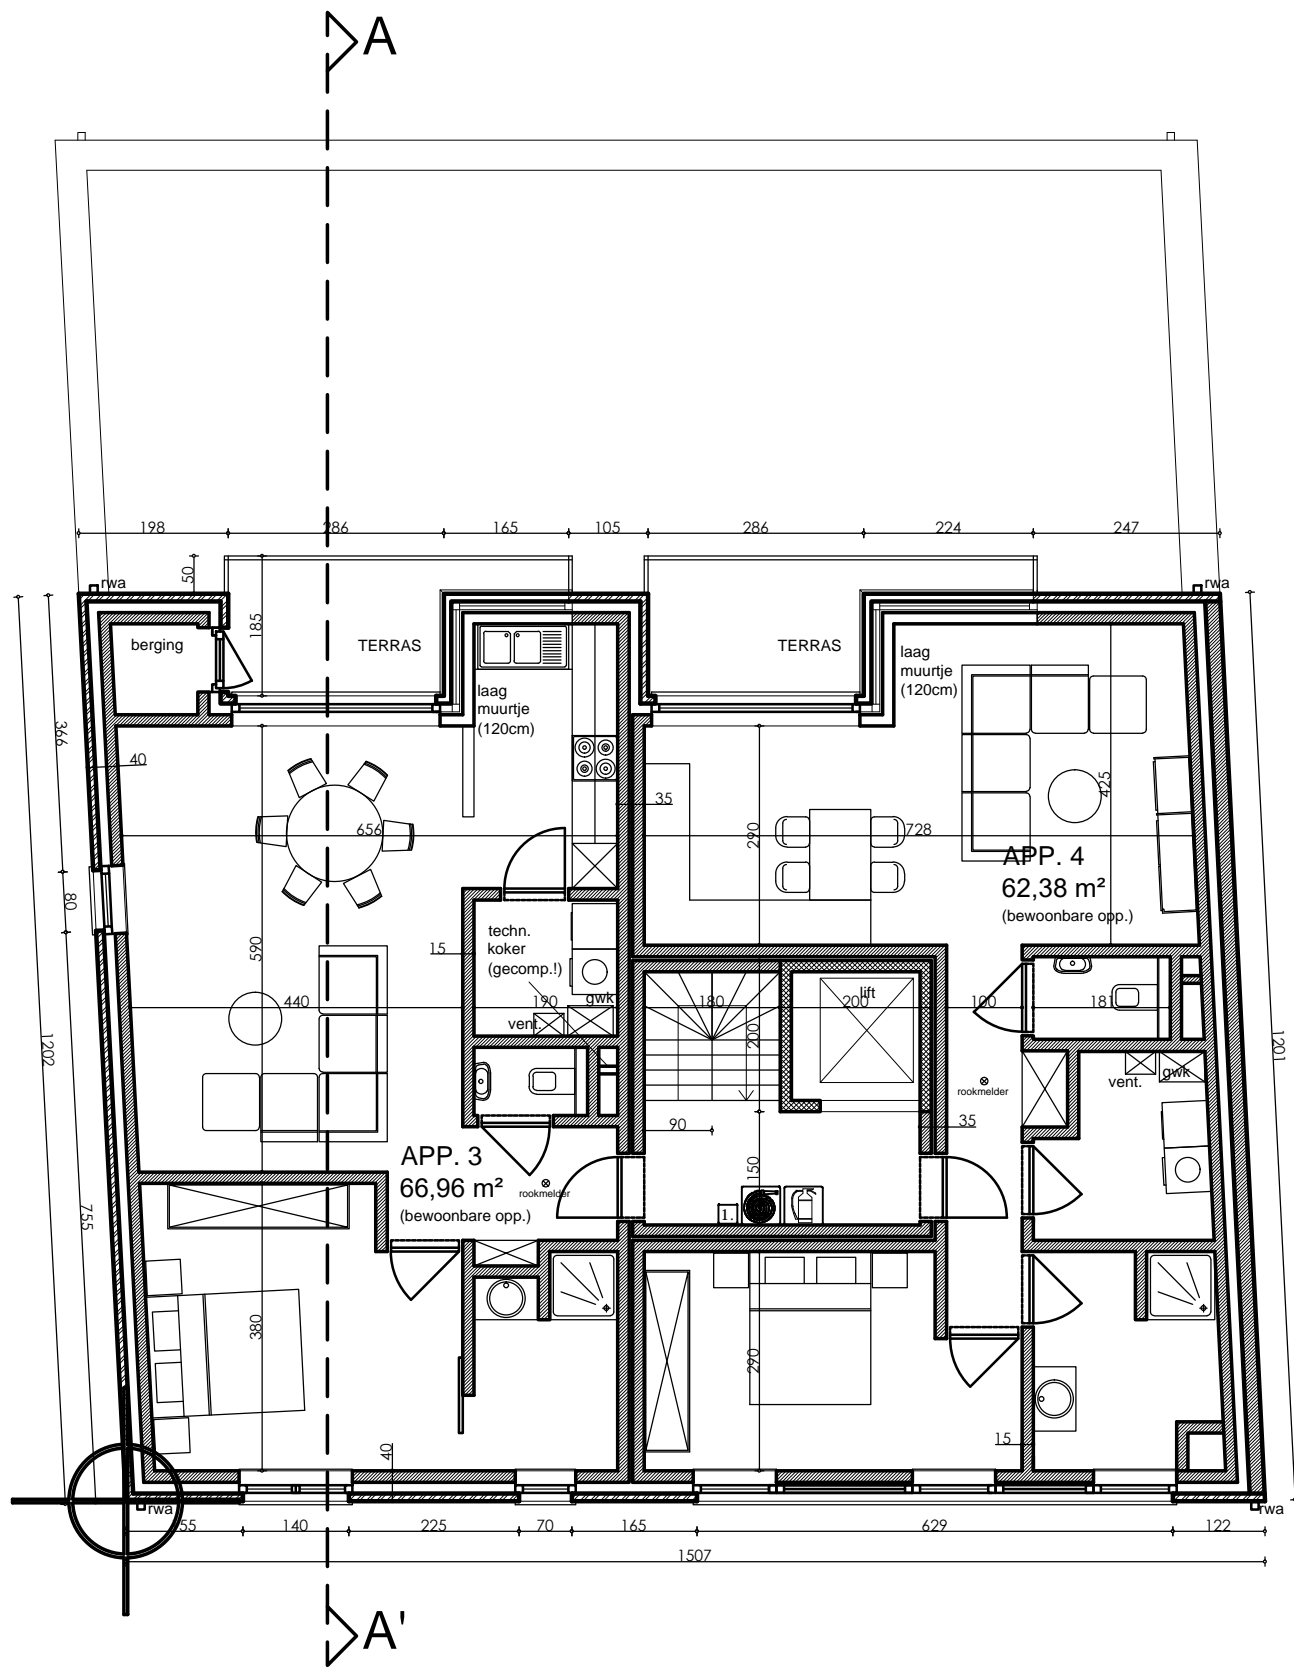 A
198 286 165 105 286 224 247
50
rwa
rwa
185
berging
TERRAS
TERRAS
laag
muurtje
(120cm)
laag
muurtje
(120cm)
366
40
35
425
656
290
728
APP. 4
62,38 m²
(bewoonbare opp.)
80
techn.
koker
(gecomp.!)
15
590
440
190
gwk
vent.
180
200
lift
200
100
181
1202
1201
rookmelder
vent.
gwk
90
35
APP. 3
66,96 m²
(bewoonbare opp.)
rookmelder
150
1.
755
380
290
40
15
rwa
rwa
55 140 225 70 165 629 122
1507
A'